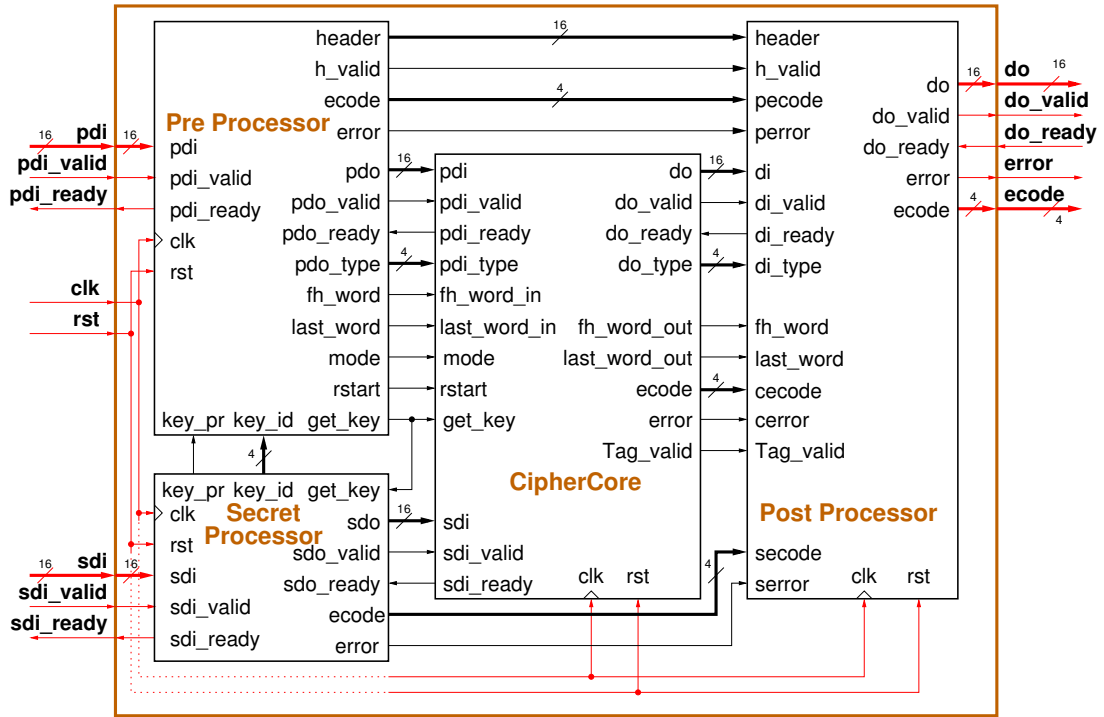 16
4
header
h_valid
ecode
error
Pre Processor
pdi
pdi_valid
pdi_ready
clk
rst
pdo
pdo_valid
pdo_ready
pdo_type
fh_word
last_word
mode
rstart
key_pr key_id get_key
16
pdi
16
pdi_valid
pdi_ready
clk
rst
4
key_pr key_id get_key
clk
Secret
Processor
rst
sdi
sdi_valid
sdi_ready
sdo
sdo_valid
sdo_ready
ecode
error
16
sdi
16
sdi_valid
sdi_ready
16
4
16
pdi
pdi_valid
pdi_ready
pdi_type
fh_word_in
last_word_in
mode
rstart
get_key
CipherCore
sdi
sdi_valid
sdi_ready
clk rst
do
do_valid
do_ready
do_type
fh_word_out
last_word_out
ecode
error
Tag_valid
16
4
4
4
header
h_valid
pecode
perror
di
di_valid
di_ready
di_type
fh_word
last_word
cecode
cerror
Tag_valid
Post Processor
secode
serror
clk rst
do
do_valid
do_ready
error
ecode
16
do
16
do_valid
do_ready
error
4
ecode
4